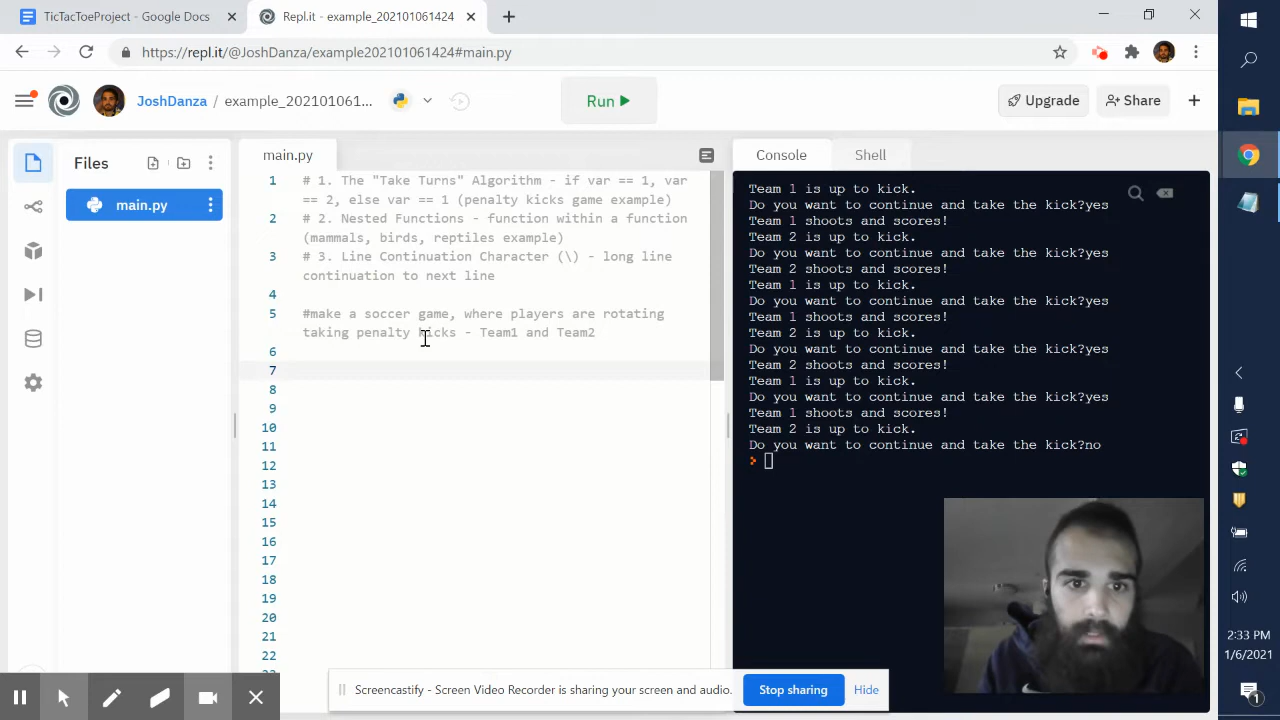 TicTacToeProject - Google Docs
Repl.it - example_202101061424
https://repl.it/@JoshDanza/example202101061424#main.py
JoshDanza / example_202101061...
Run
Upgrade
Share
Files
main.py
main.py
1 # 1. The "Take Turns" Algorithm - if var == 1, var
== 2, else var == 1 (penalty kicks game example)
2 # 2. Nested Functions - function within a function
(mammals, birds, reptiles example)
3 # 3. Line Continuation Character (\) - long line
continuation to next line
4
5 #make a soccer game, where players are rotating
taking penalty kicks - Team1 and Team2
6
7
8
9
10
11
12
13
14
15
16
17
18
19
20
21
22
Console
Shell
Team 1 is up to kick.
Do you want to continue and take the kick?yes
Team 1 shoots and scores!
Team 2 is up to kick.
Do you want to continue and take the kick?yes
Team 2 shoots and scores!
Team 1 is up to kick.
Do you want to continue and take the kick?yes
Team 1 shoots and scores!
Team 2 is up to kick.
Do you want to continue and take the kick?yes
Team 2 shoots and scores!
Team 1 is up to kick.
Do you want to continue and take the kick?yes
Team 1 shoots and scores!
Team 2 is up to kick.
Do you want to continue and take the kick?no
Screencastify - Screen Video Recorder is sharing your screen and audio.
Stop sharing
Hide
2:33 PM
1/6/2021
1